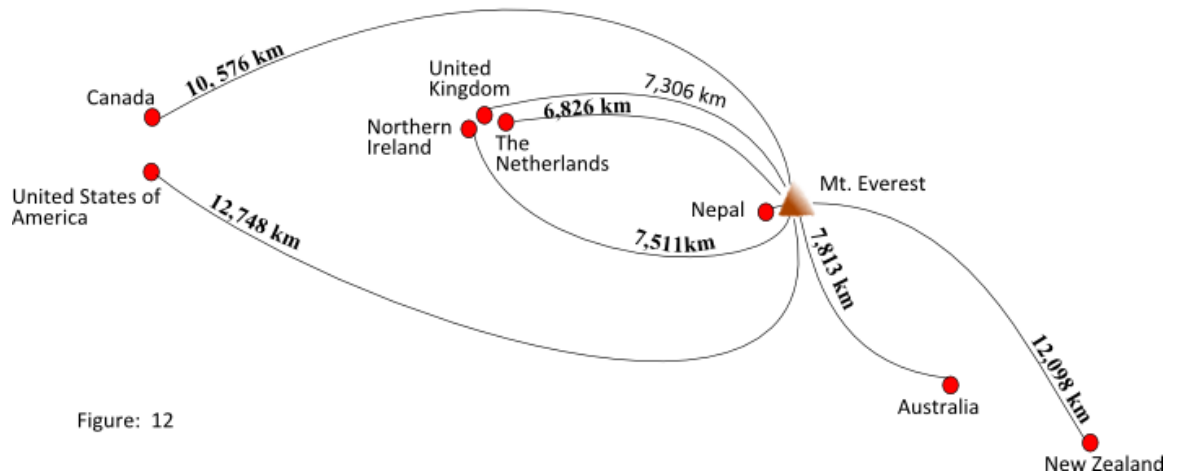 10, 576 km
United
Kingdom
7,306 km
Canada
6,826 km
Northern
Ireland
The
Netherlands
United States of
America
Mt. Everest
Nepal
12,748 km
7,511km
7,813 km
12,098 km
Australia
Figure: 12
New Zealand